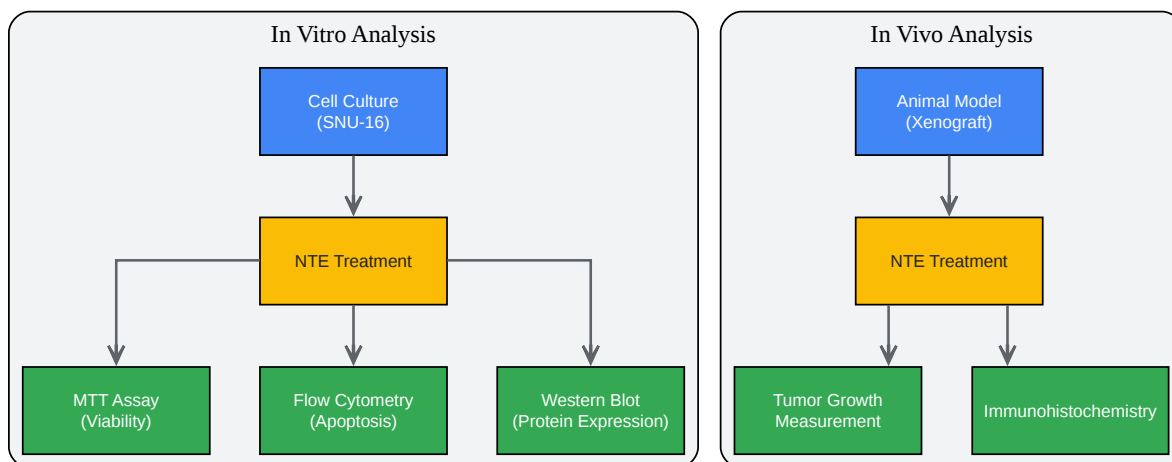 In Vitro Analysis
Cell Culture
(SNU-16)
NTE Treatment
MTT Assay
(Viability)
Flow Cytometry
(Apoptosis)
Western Blot
(Protein Expression)
In Vivo Analysis
Animal Model
(Xenograft)
NTE Treatment
Tumor Growth
Measurement
Immunohistochemistry